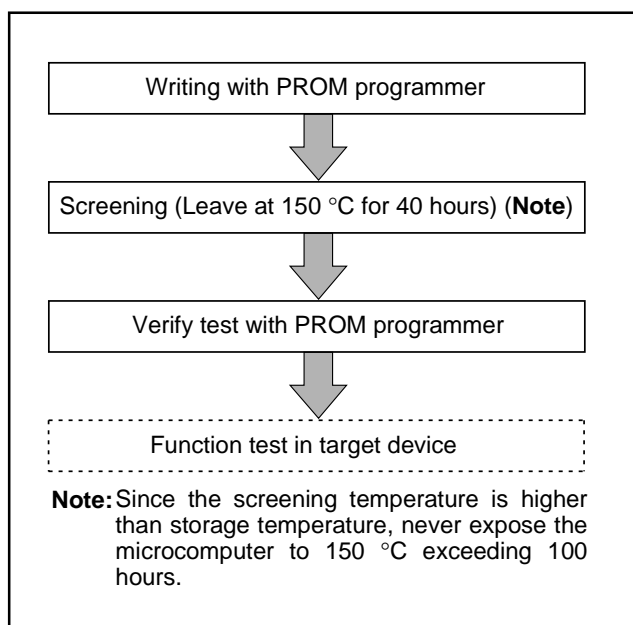 Writing with PROM programmer
Screening (Leave at 150 °C for 40 hours) (Note)
Verify test with PROM programmer
Function test in target device
Note: Since the screening temperature is higher
than storage temperature, never expose the
microcomputer to 150 °C exceeding 100
hours.